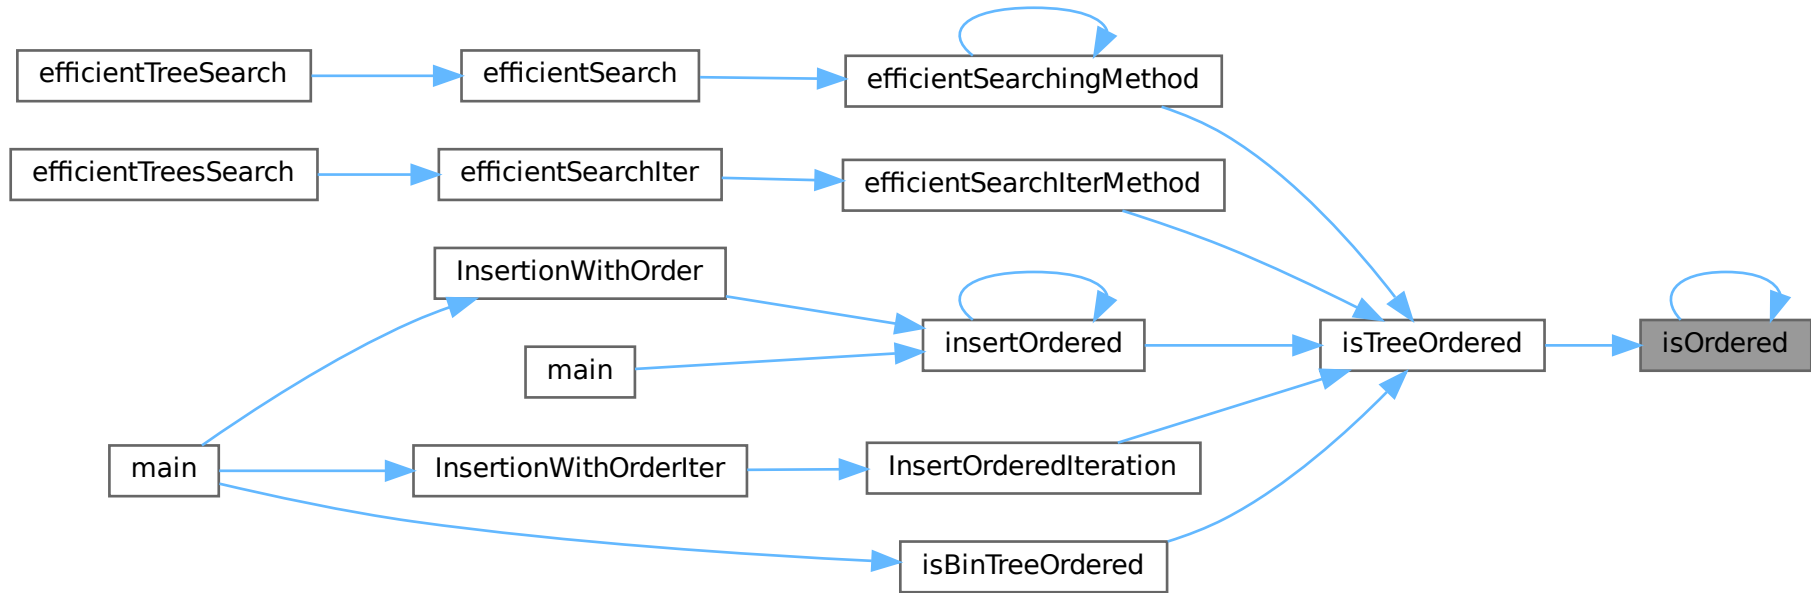 efficientTreeSearch
efficientSearch
efficientSearchingMethod
efficientTreesSearch
efficientSearchIter
efficientSearchIterMethod
InsertionWithOrder
insertOrdered
isTreeOrdered
isOrdered
main
main
InsertionWithOrderIter
InsertOrderedIteration
isBinTreeOrdered